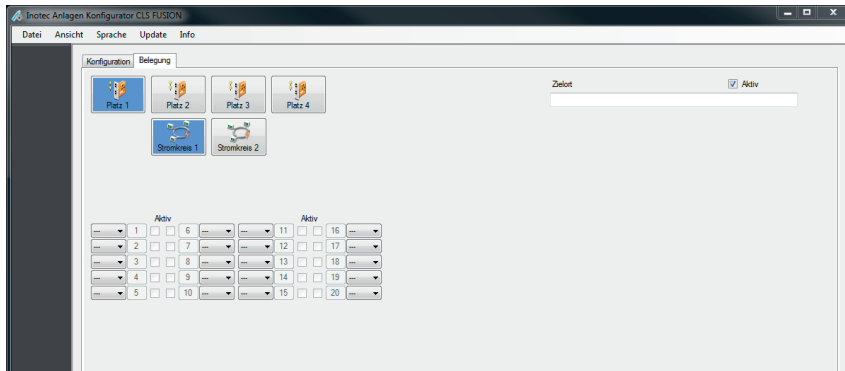 Inotec Anlagen Konfigurator CLS FUSION
Datei Ansicht Sprache Update Info
Konfiguration Belegung
Platz 1 Platz 2 Platz 3 Platz 4
Zielort Aktiv
Stromkreis 1 Stromkreis 2
Aktiv Aktiv
--- 1 6 --- --- 11 16 ---
--- 2 7 --- --- 12 17 ---
--- 3 8 --- --- 13 18 ---
--- 4 9 --- --- 14 19 ---
--- 5 10 --- --- 15 20 ---